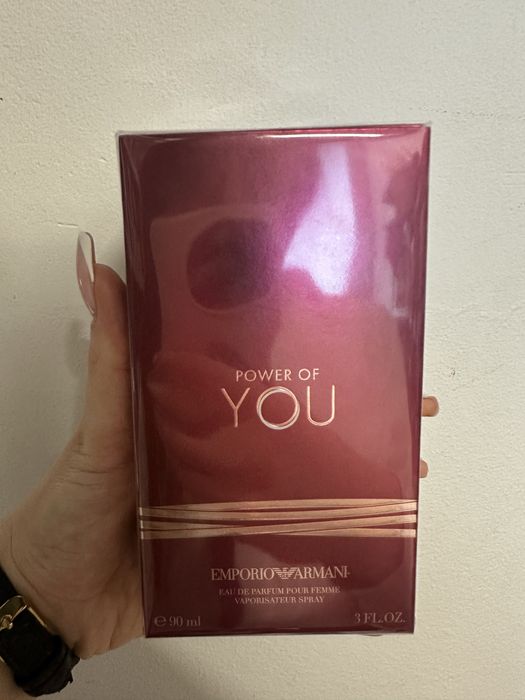 POWER OF
YOU
EMPORIO ARMANI
EAU DE PARFUM POUR FEMME
VAPORISATEUR SPRAY
℮ 90 ml 3 FL.OZ.